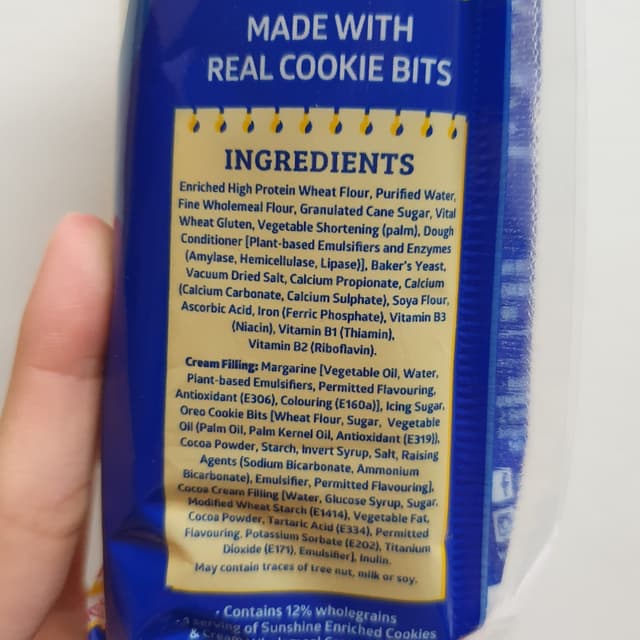 MADE WITH
REAL COOKIE BITS
INGREDIENTS
Enriched High Protein Wheat Flour, Purified Water,
Fine Wholemeal Flour, Granulated Cane Sugar, Vital
Wheat Gluten, Vegetable Shortening (palm), Dough
Conditioner [Plant-based Emulsifiers and Enzymes
(Amylase, Hemicellulase, Lipase)], Baker's Yeast,
Vacuum Dried Salt, Calcium Propionate, Calcium
(Calcium Carbonate, Calcium Sulphate), Soya Flour,
Ascorbic Acid, Iron (Ferric Phosphate), Vitamin B3
(Niacin), Vitamin B1 (Thiamin),
Vitamin B2 (Riboflavin).
Cream Filling: Margarine [Vegetable Oil, Water,
Plant-based Emulsifiers, Permitted Flavouring,
Antioxidant (E306), Colouring (E160a)], Icing Sugar,
Oreo Cookie Bits [Wheat Flour, Sugar, Vegetable
Oil (Palm Oil, Palm Kernel Oil, Antioxidant (E319)),
Cocoa Powder, Starch, Invert Syrup, Salt, Raising
Agents (Sodium Bicarbonate, Ammonium
Bicarbonate), Emulsifier, Permitted Flavouring],
Cocoa Cream Filling [Water, Glucose Syrup, Sugar,
Modified Wheat Starch (E1414), Vegetable Fat,
Cocoa Powder, Tartaric Acid (E334), Permitted
Flavouring, Potassium Sorbate (E202), Titanium
Dioxide (E171), Emulsifier], Inulin.
May contain traces of tree nut, milk or soy.
• Contains 12% wholegrains
serving of Sunshine Enriched Cookies